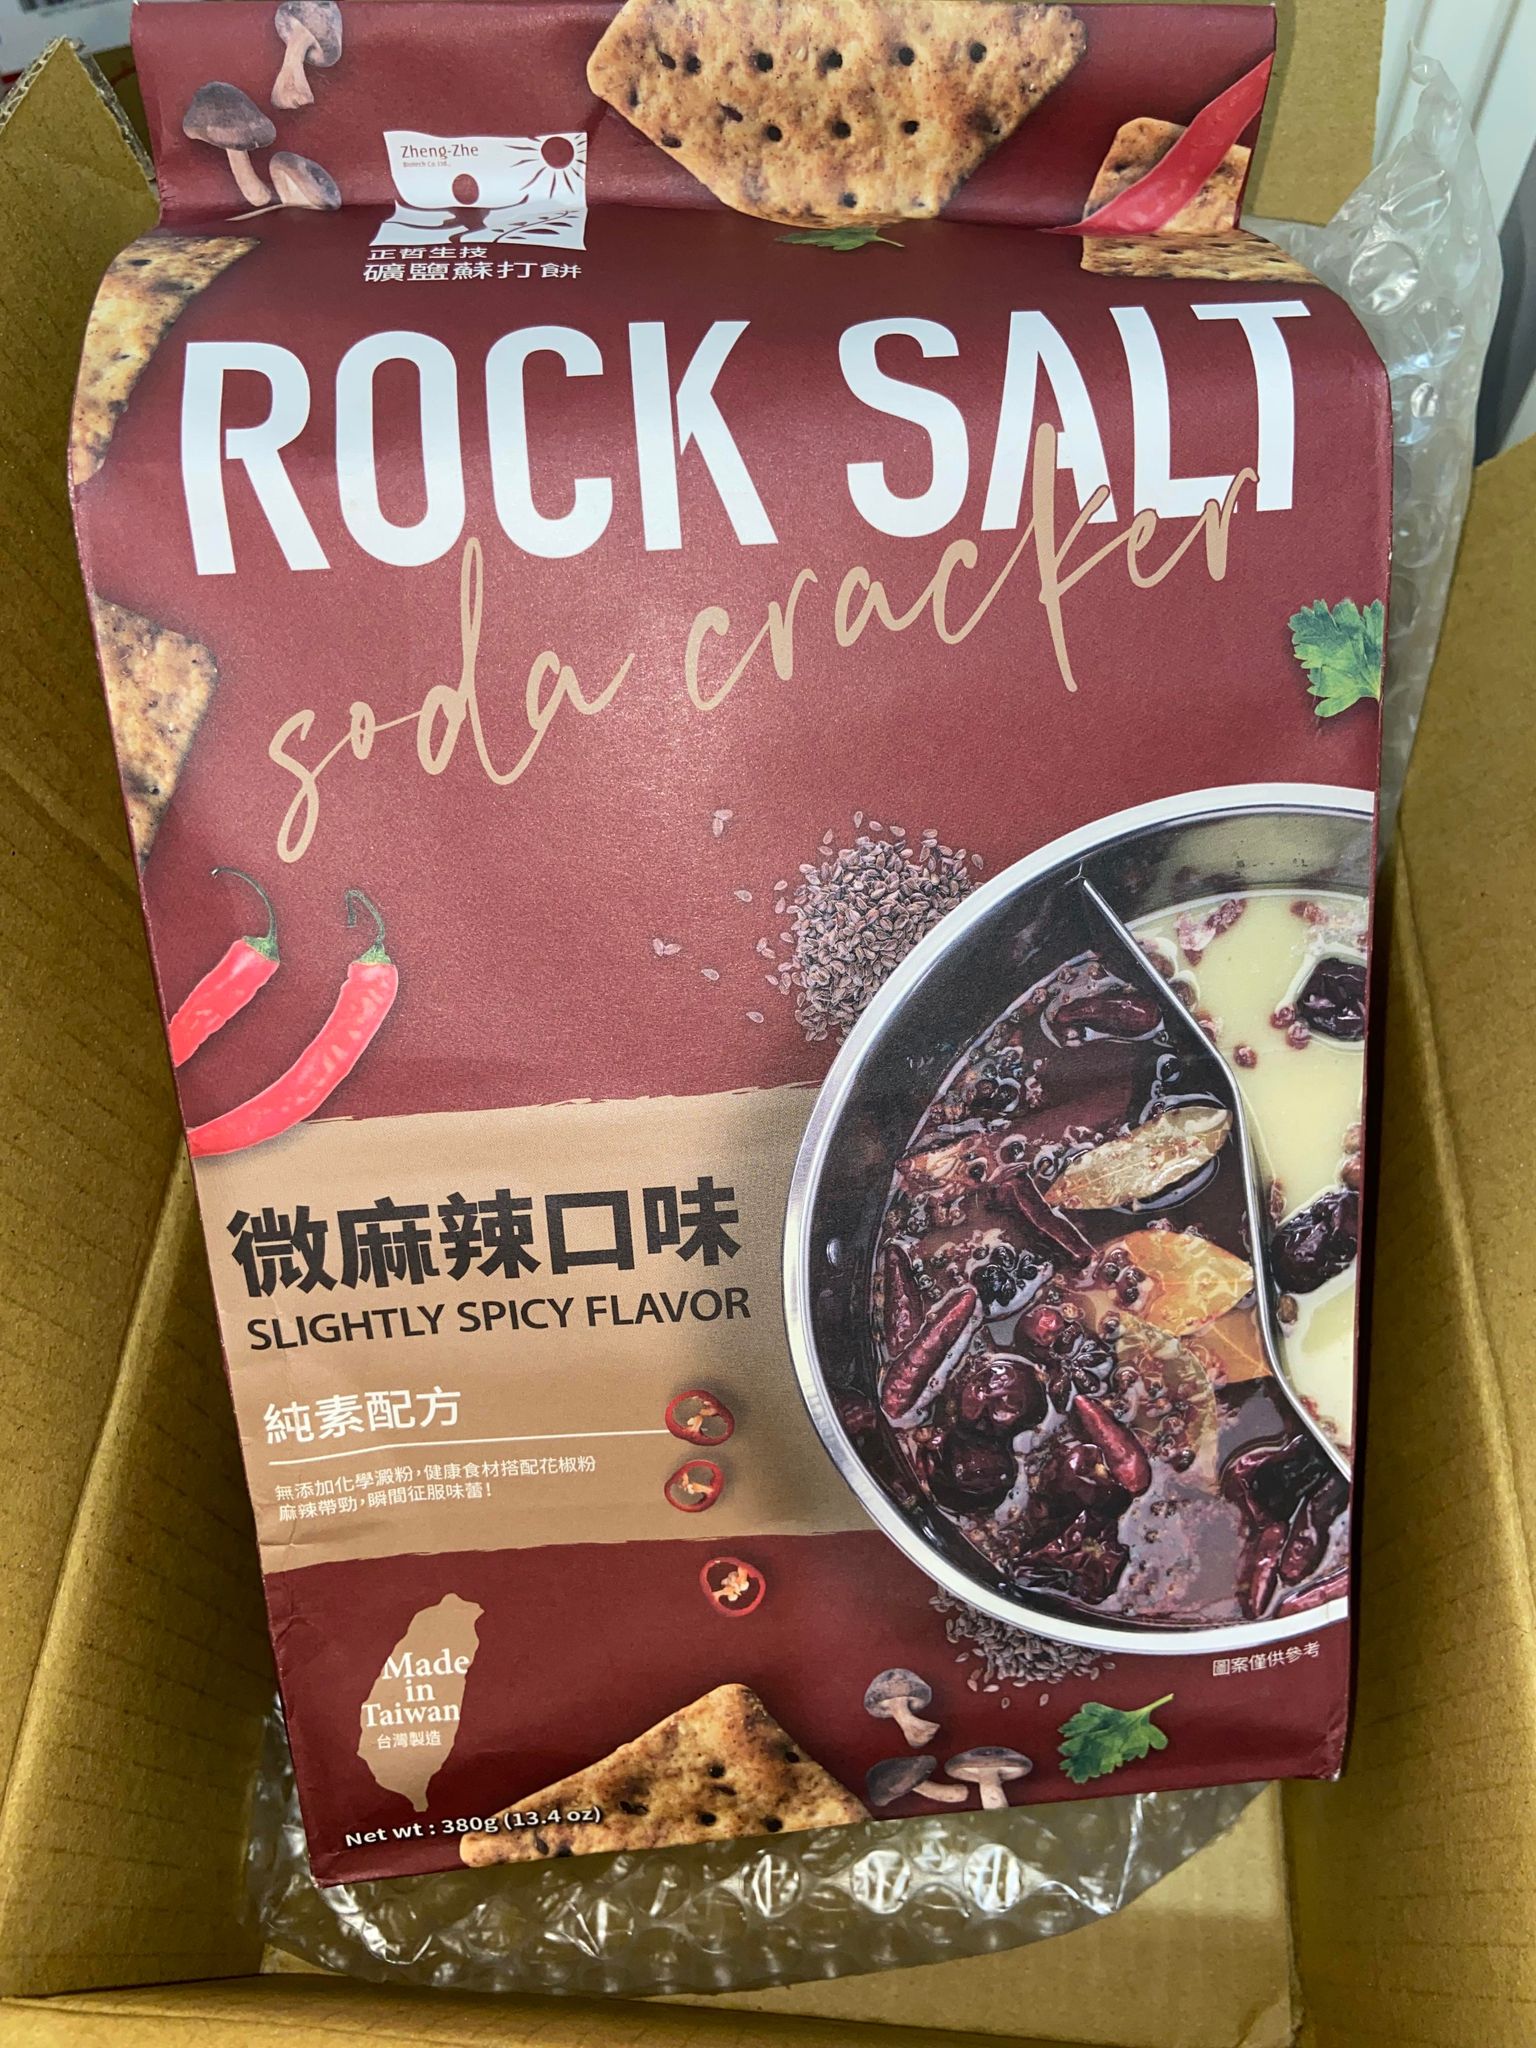 Zheng-Zhe
Biotech Co. Ltd.,
正哲生技
礦鹽蘇打餅
ROCK SALT
soda cracker
微麻辣口味
SLIGHTLY SPICY FLAVOR
純素配方
無添加化學澱粉,健康食材搭配花椒粉
麻辣帶勁,瞬間征服味蕾!
圖案僅供參考
Made
in
Taiwan
台灣製造
Net wt : 380g (13.4 oz)